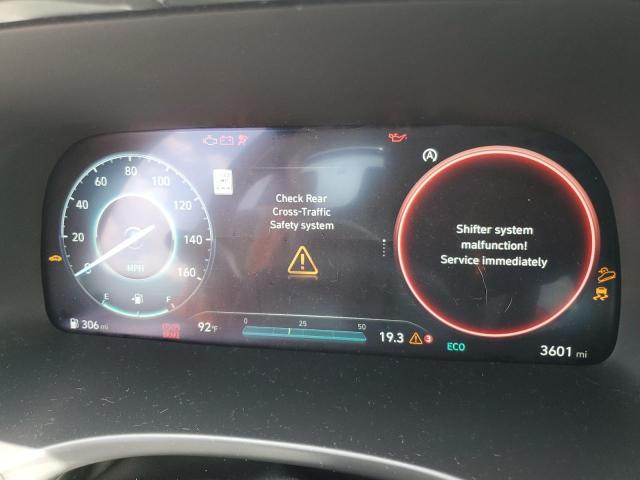 80
60
100
40
120
20
140
0
160
MPH
E
F
306 mi
Check Rear
Cross-Traffic
Safety system
Shifter system
malfunction!
Service immediately
A
92°F
0 25 50
19.3
3
ECO
3601 mi